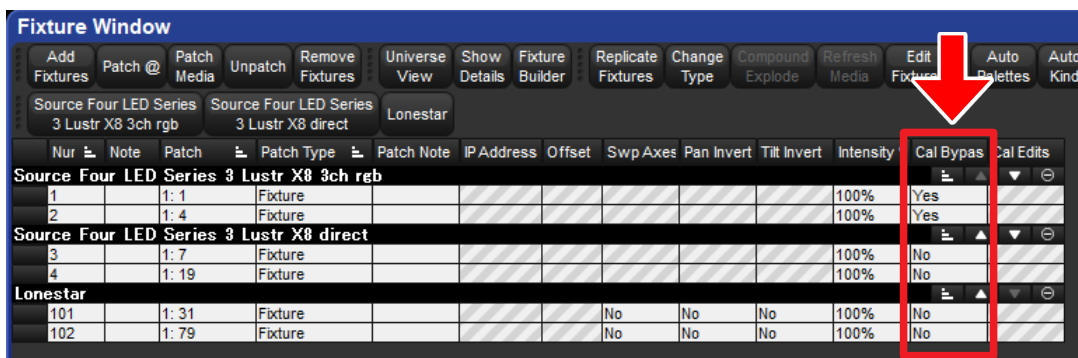 Fixture Window
Add Fixtures Patch @ Patch Media Unpatch Remove Fixtures Universe View Show Details Fixture Builder Replicate Fixtures Change Type Compound Explode Refresh Media Edit Auto Palettes
Source Four LED Series 3 Lustr X8 3ch rgb Source Four LED Series 3 Lustr X8 direct Lonestar
Nur Note Patch Patch Type Patch Note IP Address Offset Swp Axes Pan Invert Tilt Invert Intensity Cal Bypas Cal Edits
Source Four LED Series 3 Lustr X8 3ch rgb
1 1: 1 Fixture 100% Yes
2 1: 4 Fixture 100% Yes
Source Four LED Series 3 Lustr X8 direct
3 1: 7 Fixture 100% No
4 1: 19 Fixture 100% No
Lonestar
101 1: 31 Fixture No No No 100% No
102 1: 79 Fixture No No No 100% No